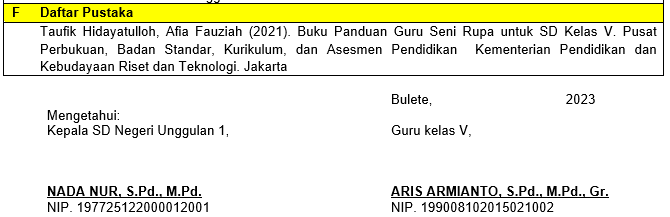 F Daftar Pustaka
Taufik Hidayatulloh, Afia Fauziah (2021). Buku Panduan Guru Seni Rupa untuk SD Kelas V. Pusat
Perbukuan, Badan Standar, Kurikulum, dan Asesmen Pendidikan Kementerian Pendidikan dan
Kebudayaan Riset dan Teknologi. Jakarta
Bulete, 2023
Mengetahui:
Kepala SD Negeri Unggulan 1, Guru kelas V,
NADA NUR, S.Pd., M.Pd. ARIS ARMIANTO, S.Pd., M.Pd., Gr.
NIP. 197725122000012001 NIP. 199008102015021002